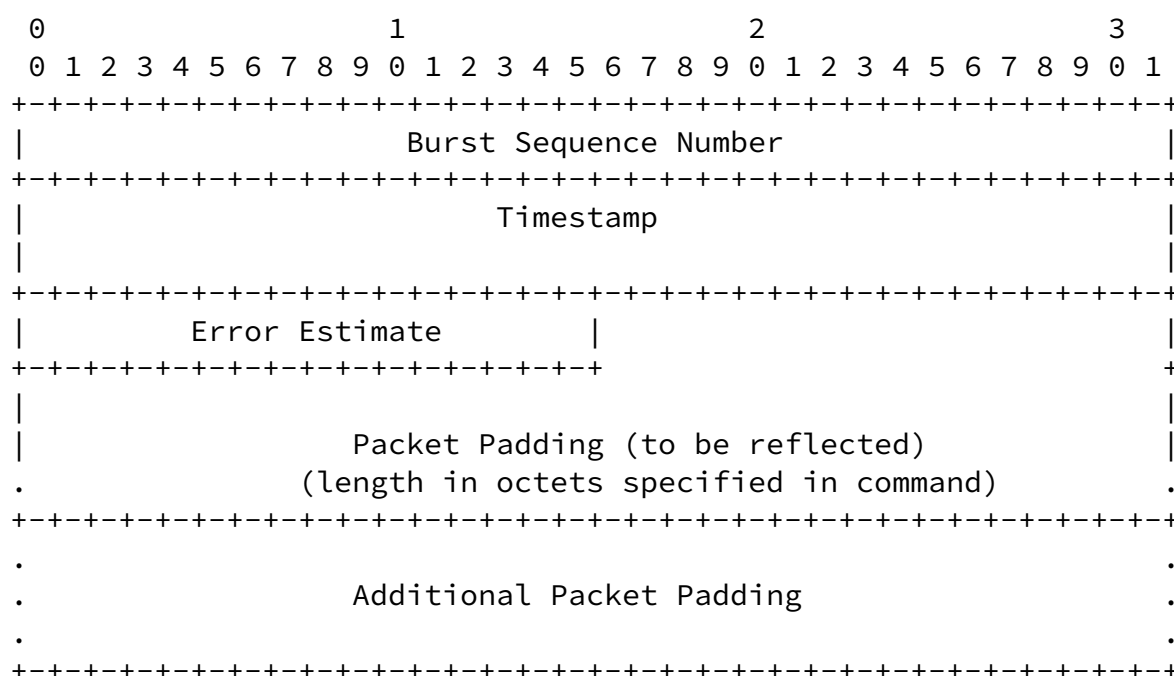 0                   1                   2                   3
 0 1 2 3 4 5 6 7 8 9 0 1 2 3 4 5 6 7 8 9 0 1 2 3 4 5 6 7 8 9 0 1
+-+-+-+-+-+-+-+-+-+-+-+-+-+-+-+-+-+-+-+-+-+-+-+-+-+-+-+-+-+-+-+-+
|                     Burst Sequence Number                     |
+-+-+-+-+-+-+-+-+-+-+-+-+-+-+-+-+-+-+-+-+-+-+-+-+-+-+-+-+-+-+-+-+
|                          Timestamp                            |
|                                                               |
+-+-+-+-+-+-+-+-+-+-+-+-+-+-+-+-+-+-+-+-+-+-+-+-+-+-+-+-+-+-+-+-+
|         Error Estimate        |                               |
+-+-+-+-+-+-+-+-+-+-+-+-+-+-+-+-+                               +
|                                                               |
|                  Packet Padding (to be reflected)             |
.               (length in octets specified in command)         .
+-+-+-+-+-+-+-+-+-+-+-+-+-+-+-+-+-+-+-+-+-+-+-+-+-+-+-+-+-+-+-+-+
.                                                               .
.                  Additional Packet Padding                    .
.                                                               .
+-+-+-+-+-+-+-+-+-+-+-+-+-+-+-+-+-+-+-+-+-+-+-+-+-+-+-+-+-+-+-+-+